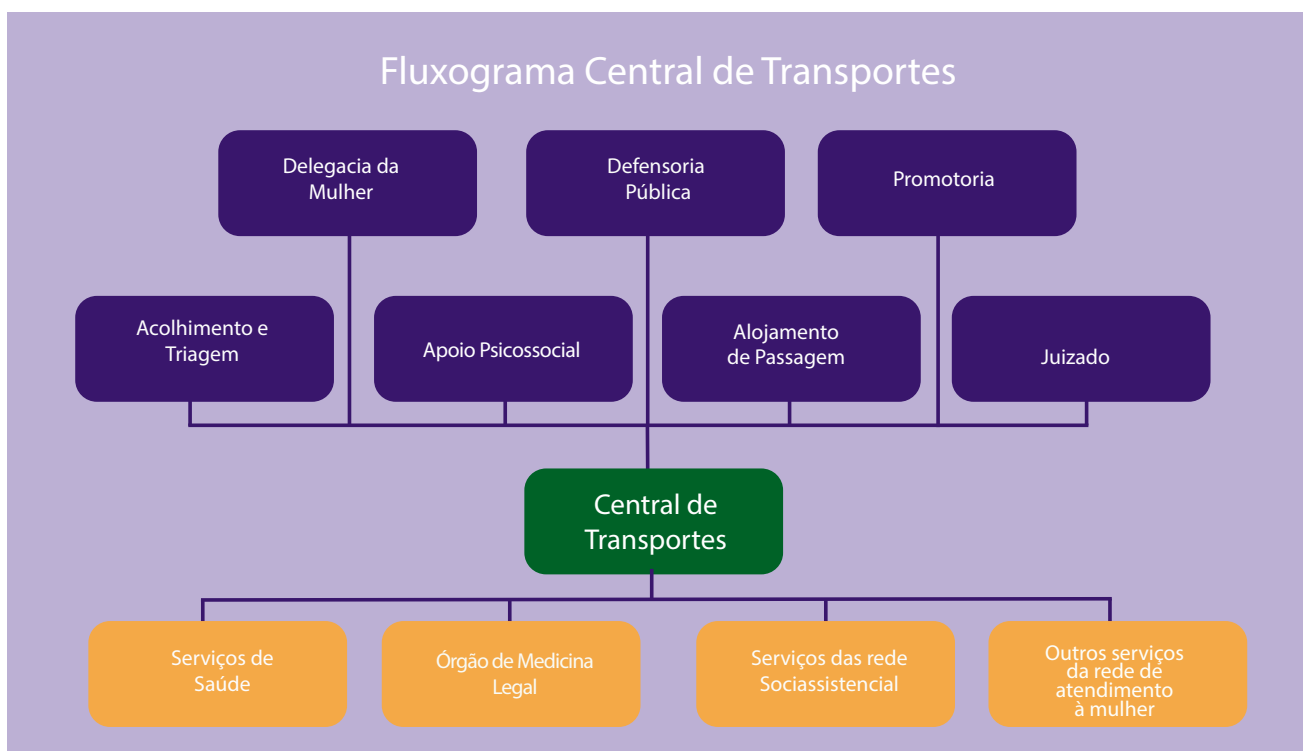 Fluxograma Central de Transportes
Delegacia da
Mulher
Defensoria
Pública
Promotoria
Acolhimento e
Triagem
Apoio Psicossocial
Alojamento
de Passagem
Juizado
Central de
Transportes
Serviços de
Saúde
Órgão de Medicina
Legal
Serviços das rede
Sociassistencial
Outros serviços
da rede de
atendimento
à mulher